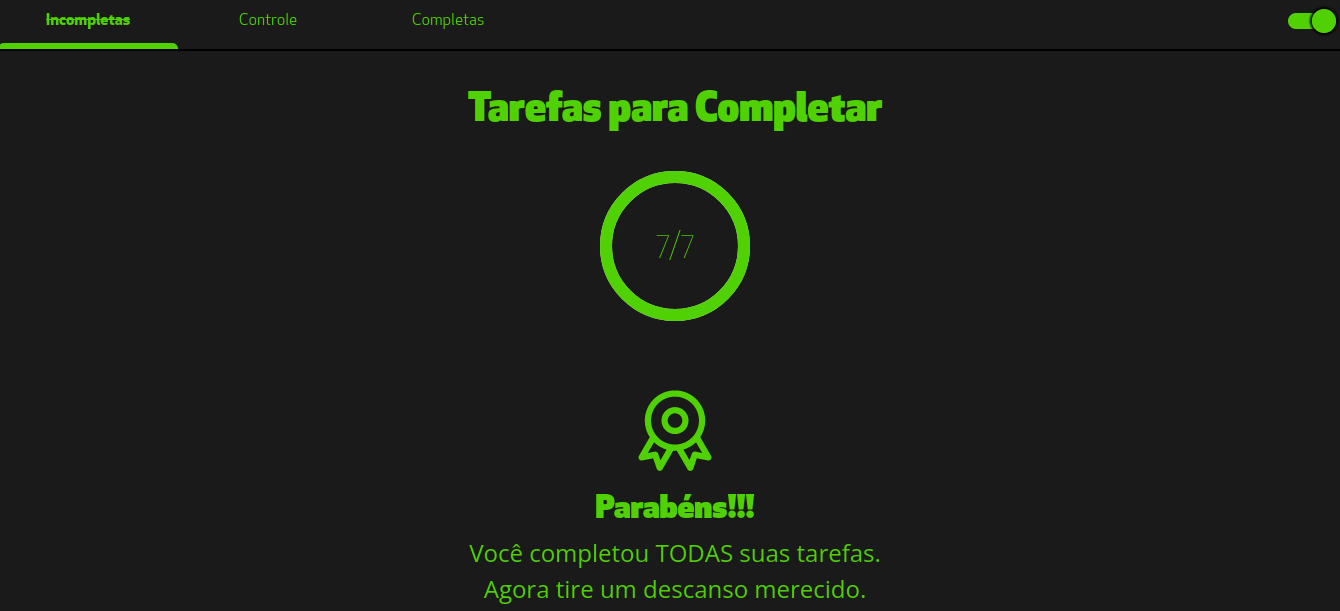 Incompletas
Controle
Completas
Tarefas para Completar
7/7
Parabéns!!!
Você completou TODAS suas tarefas.
Agora tire um descanso merecido.